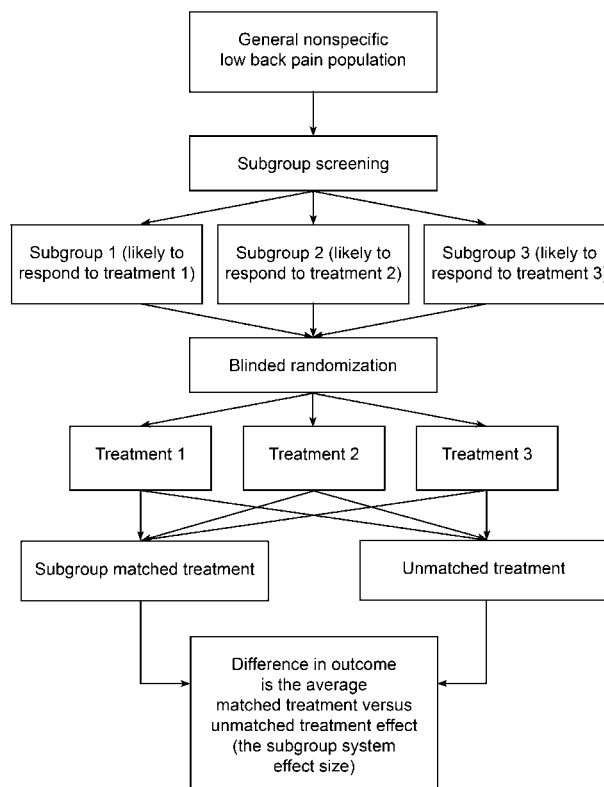 General nonspecific
low back pain population
Subgroup screening
Subgroup 1 (likely to
respond to treatment 1)
Subgroup 2 (likely to
respond to treatment 2)
Subgroup 3 (likely to
respond to treatment 3)
Blinded randomization
Treatment 1
Treatment 2
Treatment 3
Subgroup matched treatment
Unmatched treatment
Difference in outcome
is the average
matched treatment versus
unmatched treatment effect
(the subgroup system
effect size)